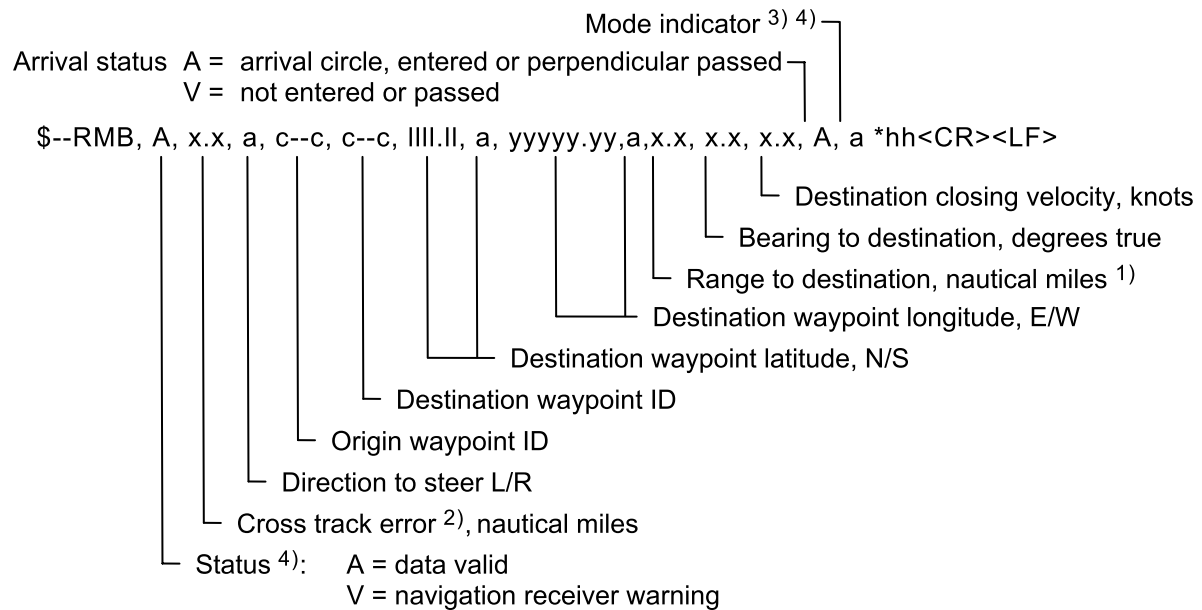 Mode indicator 3) 4)
Arrival status A = arrival circle, entered or perpendicular passed
V = not entered or passed
$--RMB, A, x.x, a, c--c, c--c, llll.ll, a, yyyyy.yy,a,x.x, x.x, x.x, A, a *hh<CR><LF>
Destination closing velocity, knots
Bearing to destination, degrees true
Range to destination, nautical miles 1)
Destination waypoint longitude, E/W
Destination waypoint latitude, N/S
Destination waypoint ID
Origin waypoint ID
Direction to steer L/R
Cross track error 2), nautical miles
Status 4): A = data valid
V = navigation receiver warning